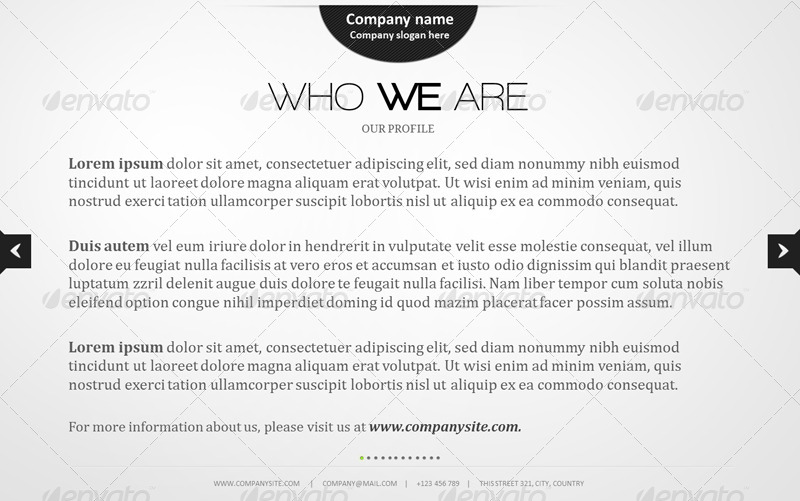 Company name
Company slogan here
WHO WE ARE
OUR PROFILE
Lorem ipsum dolor sit amet, consectetuer adipiscing elit, sed diam nonummy nibh euismod
tincidunt ut laoreet dolore magna aliquam erat volutpat. Ut wisi enim ad minim veniam, quis
nostrud exerci tation ullamcorper suscipit lobortis nisl ut aliquip ex ea commodo consequat.
Duis autem vel eum iriure dolor in hendrerit in vulputate velit esse molestie consequat, vel illum
dolore eu feugiat nulla facilisis at vero eros et accumsan et iusto odio dignissim qui blandit praesent
luptatum zzril delenit augue duis dolore te feugait nulla facilisi. Nam liber tempor cum soluta nobis
eleifend option congue nihil imperdiet doming id quod mazim placerat facer possim assum.
Lorem ipsum dolor sit amet, consectetuer adipiscing elit, sed diam nonummy nibh euismod
tincidunt ut laoreet dolore magna aliquam erat volutpat. Ut wisi enim ad minim veniam, quis
nostrud exerci tation ullamcorper suscipit lobortis nisl ut aliquip ex ea commodo consequat.
For more information about us, please visit us at www.companysite.com.
WWW.COMPANYSITE.COM | COMPANY@MAIL.COM | +123 456 789 | THIS STREET 321, CITY, COUNTRY
envato envato envato envato
envato envato envato envato
envato envato envato envato